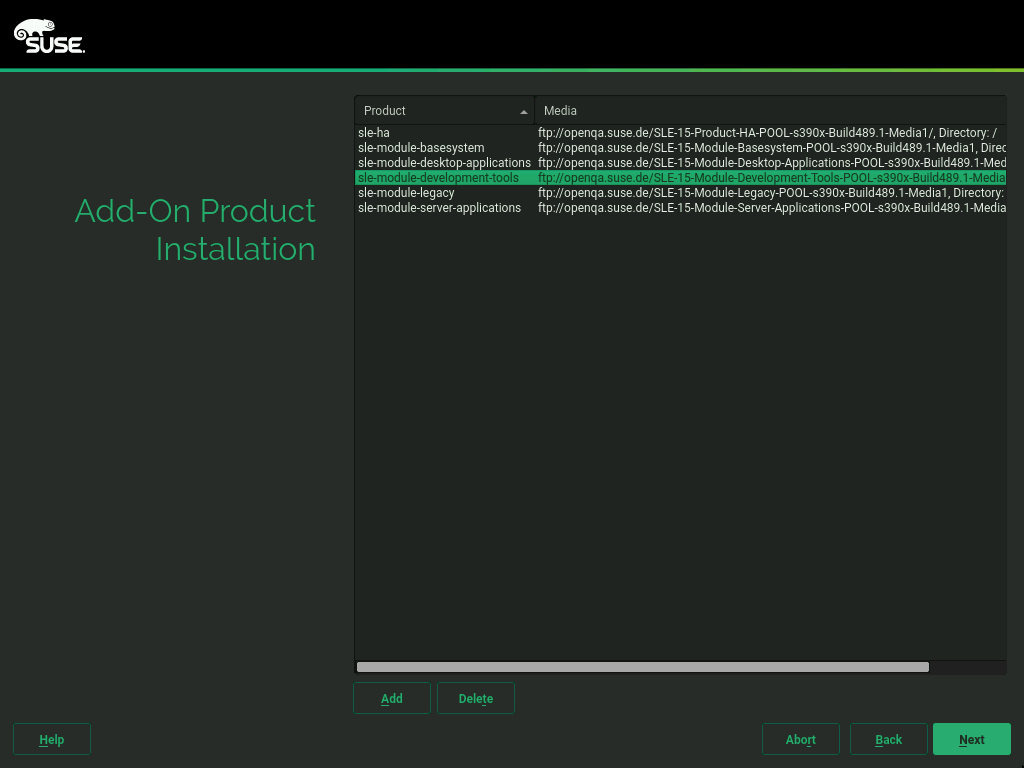 SUSE.
Add-On Product
Installation
Product Media
sle-ha ftp://openqa.suse.de/SLE-15-Product-HA-POOL-s390x-Build489.1-Media1/, Directory: /
sle-module-basesystem ftp://openqa.suse.de/SLE-15-Module-Basesystem-POOL-s390x-Build489.1-Media1, Direc
sle-module-desktop-applications ftp://openqa.suse.de/SLE-15-Module-Desktop-Applications-POOL-s390x-Build489.1-Med
sle-module-development-tools ftp://openqa.suse.de/SLE-15-Module-Development-Tools-POOL-s390x-Build489.1-Media
sle-module-legacy ftp://openqa.suse.de/SLE-15-Module-Legacy-POOL-s390x-Build489.1-Media1, Directory:
sle-module-server-applications ftp://openqa.suse.de/SLE-15-Module-Server-Applications-POOL-s390x-Build489.1-Media
Add Delete
Help Abort Back Next